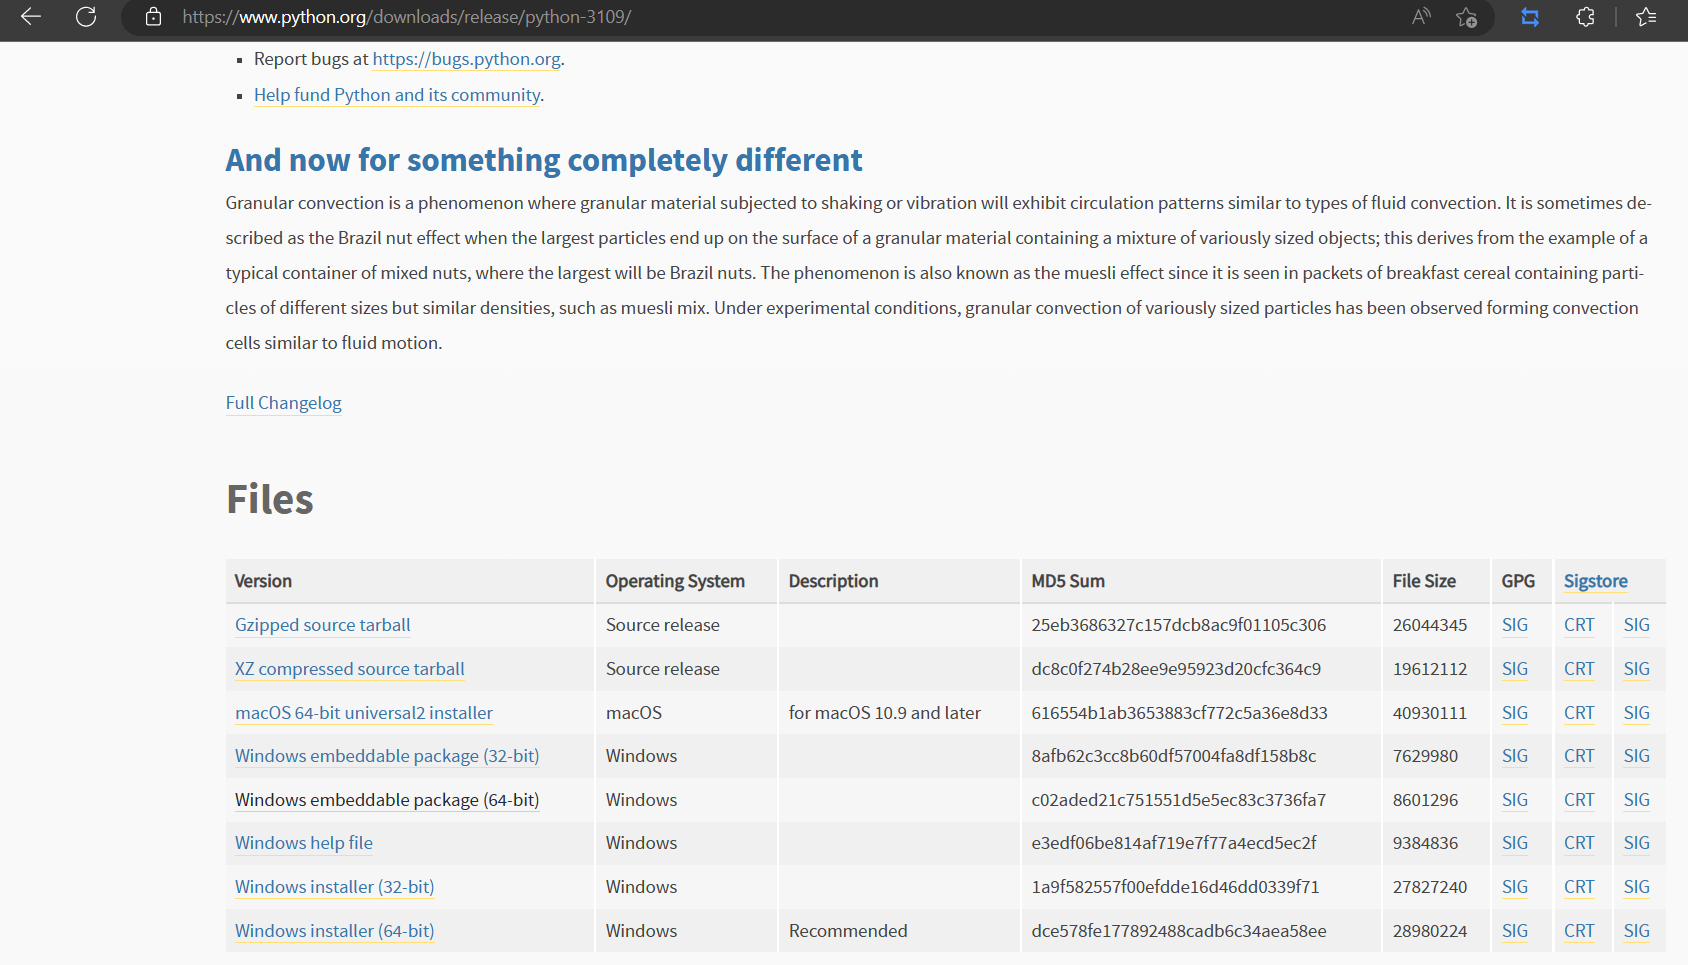 https://www.python.org/downloads/release/python-3109/
Report bugs at https://bugs.python.org.
Help fund Python and its community.
And now for something completely different
Granular convection is a phenomenon where granular material subjected to shaking or vibration will exhibit circulation patterns similar to types of fluid convection. It is sometimes de-
scribed as the Brazil nut effect when the largest particles end up on the surface of a granular material containing a mixture of variously sized objects; this derives from the example of a
typical container of mixed nuts, where the largest will be Brazil nuts. The phenomenon is also known as the muesli effect since it is seen in packets of breakfast cereal containing parti-
cles of different sizes but similar densities, such as muesli mix. Under experimental conditions, granular convection of variously sized particles has been observed forming convection
cells similar to fluid motion.
Full Changelog
Files
Version Operating System Description MD5 Sum File Size GPG Sigstore
Gzipped source tarball Source release 25eb3686327c157dcb8ac9f01105c306 26044345 SIG CRT SIG
XZ compressed source tarball Source release dc8c0f274b28ee9e95923d20cfc364c9 19612112 SIG CRT SIG
macOS 64-bit universal2 installer macOS for macOS 10.9 and later 616554b1ab3653883cf772c5a36e8d33 40930111 SIG CRT SIG
Windows embeddable package (32-bit) Windows 8afb62c3cc8b60df57004fa8df158b8c 7629980 SIG CRT SIG
Windows embeddable package (64-bit) Windows c02aded21c751551d5e5ec83c3736fa7 8601296 SIG CRT SIG
Windows help file Windows e3edf06be814af719e7f77a4ecd5ec2f 9384836 SIG CRT SIG
Windows installer (32-bit) Windows 1a9f582557f00efdde16d46dd0339f71 27827240 SIG CRT SIG
Windows installer (64-bit) Windows Recommended dce578fe177892488cadb6c34aea58ee 28980224 SIG CRT SIG